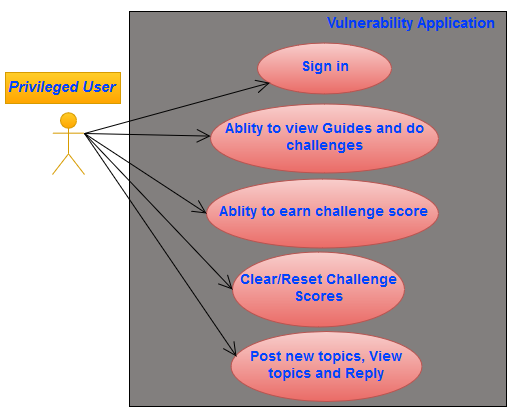 Vulnerability Application
Privileged User
Sign in
Ablity to view Guides and do
challenges
Ablity to earn challenge score
Clear/Reset Challenge
Scores
Post new topics, View
topics and Reply